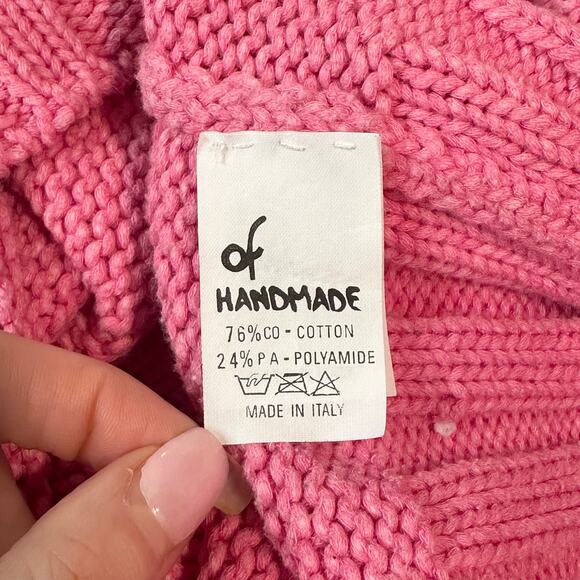 of
HANDMADE
76%CO - COTTON
24%PA - POLYAMIDE
MADE IN ITALY